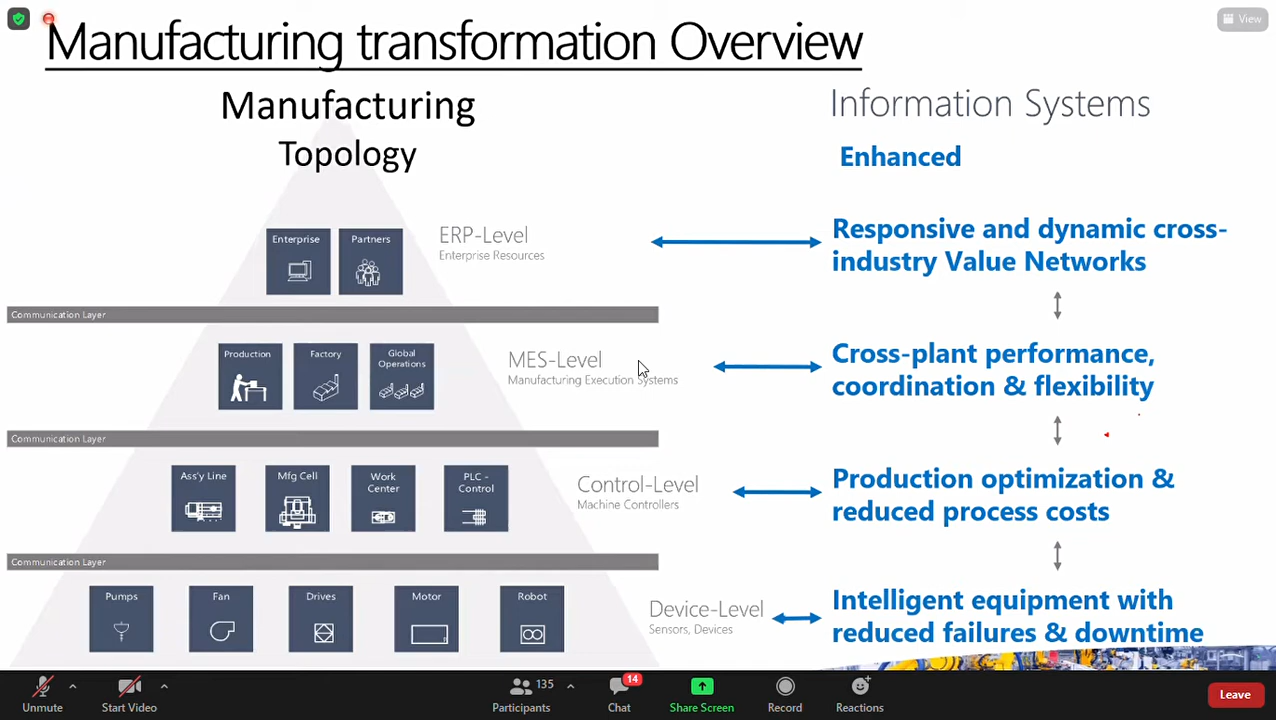 Manufacturing transformation Overview
View
Manufacturing
Topology
Information Systems
Enhanced
Enterprise
Partners
ERP-Level
Enterprise Resources
Responsive and dynamic cross-
industry Value Networks
Communication Layer
Production
Factory
Global
Operations
MES-Level
Manufacturing Execution Systems
Cross-plant performance,
coordination & flexibility
Communication Layer
Ass'y Line
Mfg Cell
Work
Center
PLC -
Control
Control-Level
Machine Controllers
Production optimization &
reduced process costs
Communication Layer
Pumps
Fan
Drives
Motor
Robot
Device-Level
Sensors, Devices
Intelligent equipment with
reduced failures & downtime
Unmute
Start Video
135
Participants
14
Chat
Share Screen
Record
Reactions
Leave